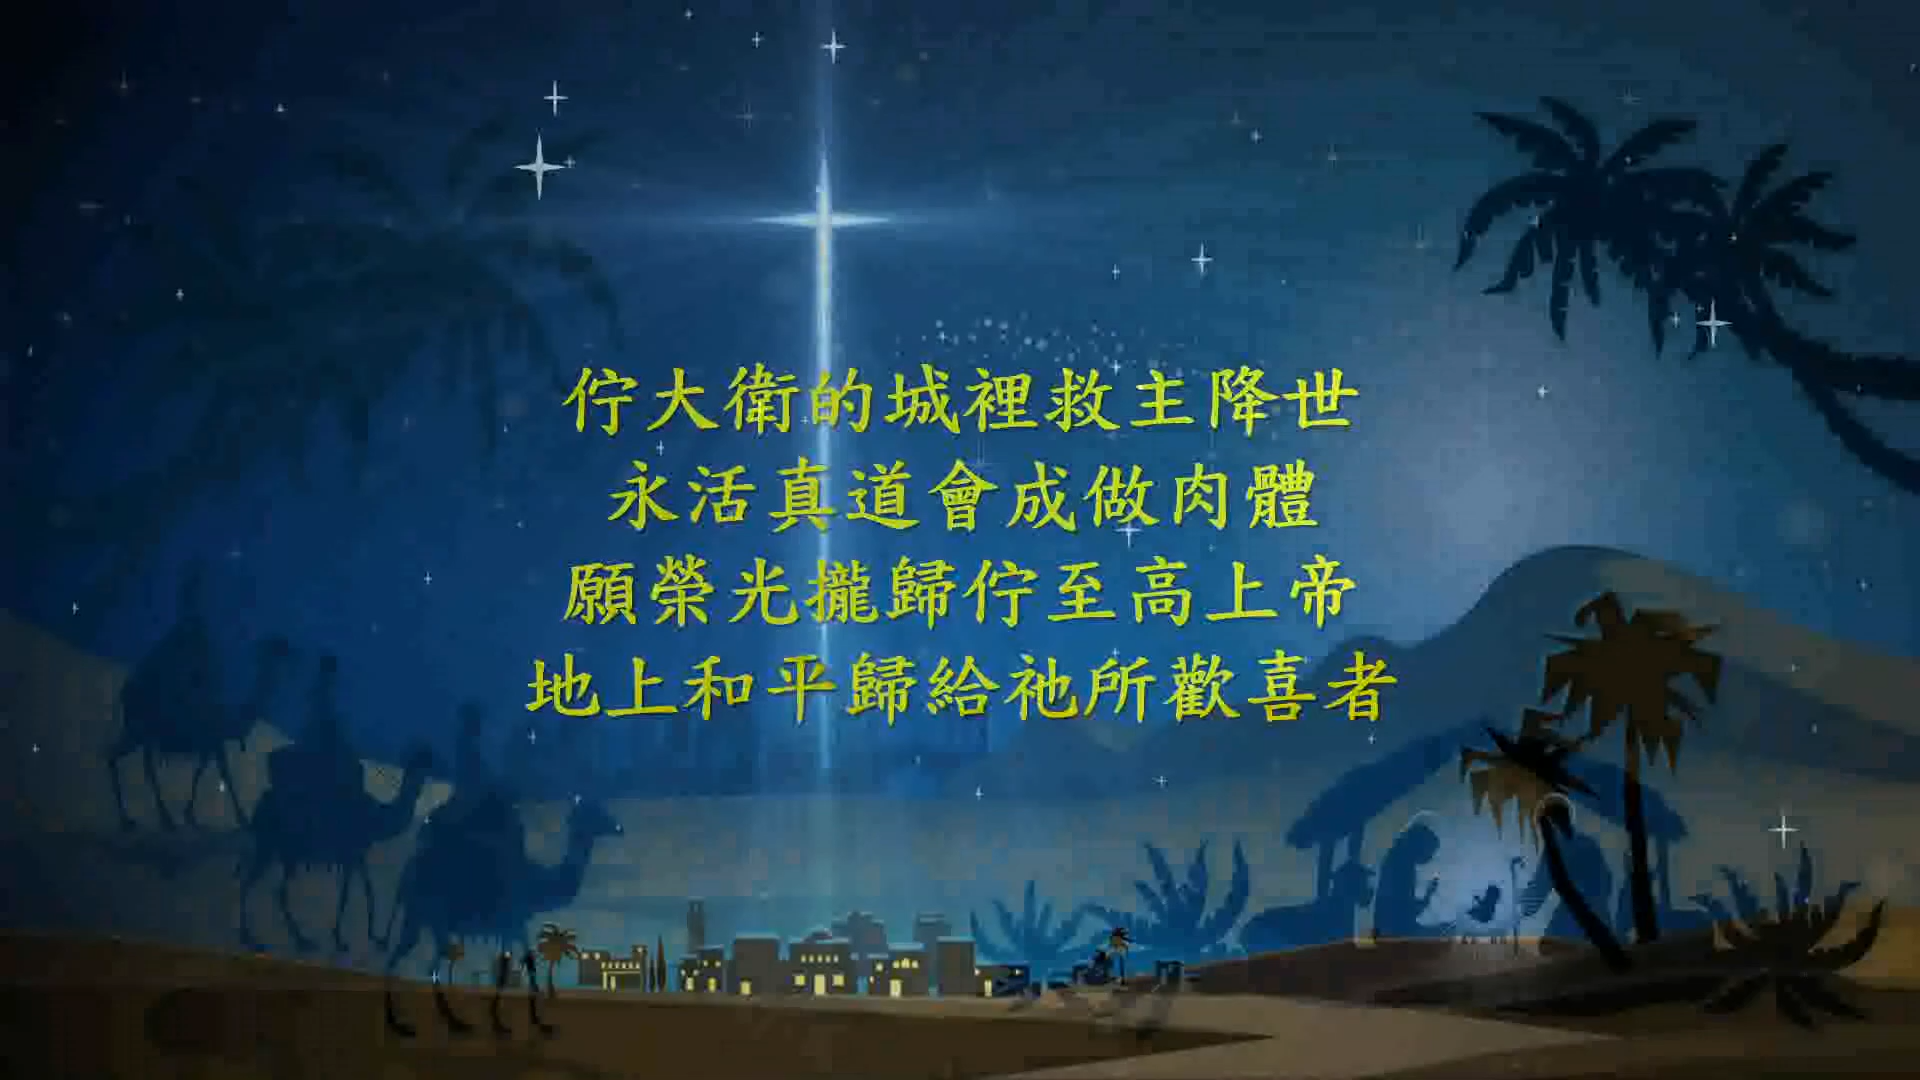 佇大衛的城裡救主降世
永活真道會成做肉體
願榮光攏歸佇至高上帝
地上和平歸給祂所歡喜者